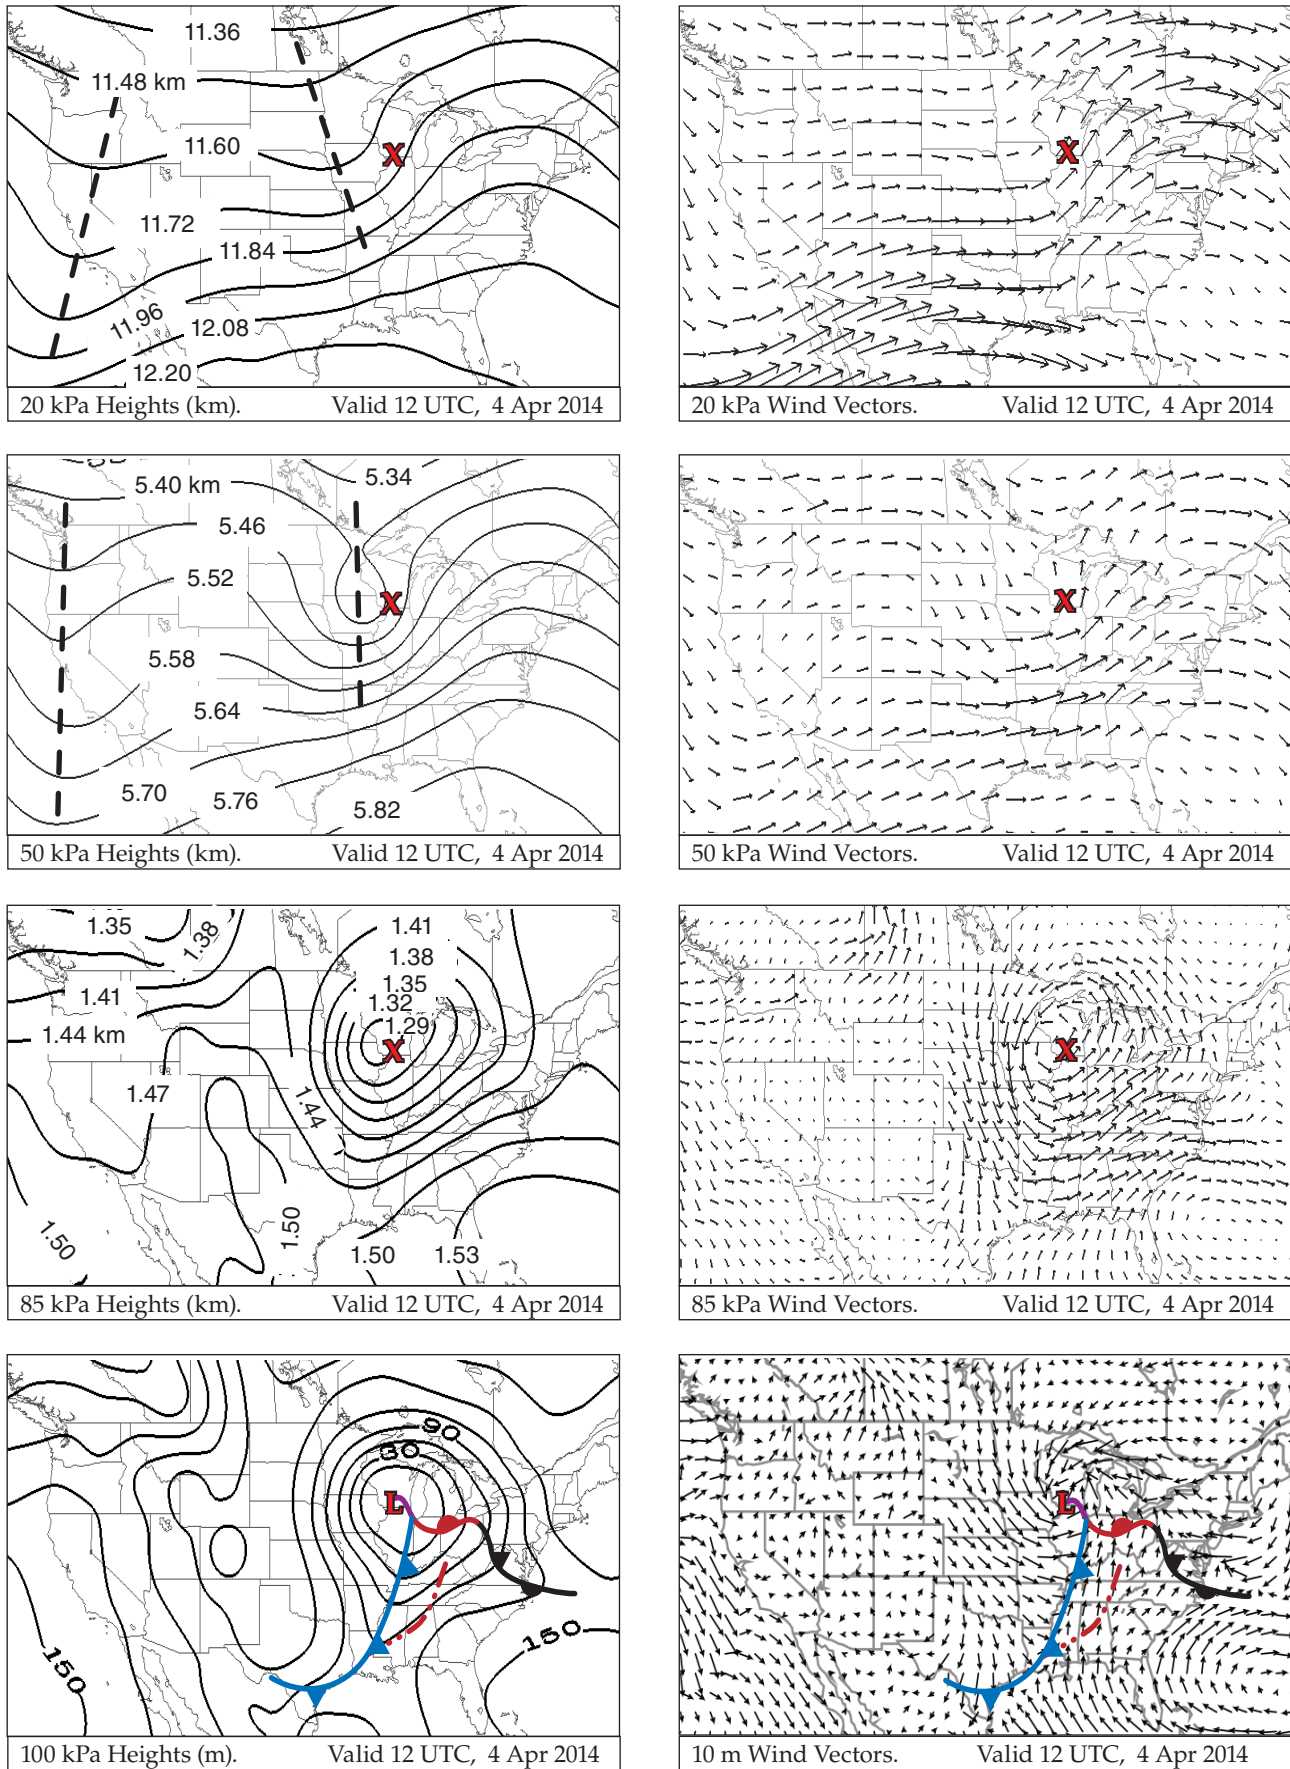 11.36
11.48 km
11.60
11.72
11.84
11.96
12.08
12.20
X
20 kPa Heights (km). Valid 12 UTC, 4 Apr 2014
X
20 kPa Wind Vectors. Valid 12 UTC, 4 Apr 2014
5.34
5.40 km
5.46
5.52
5.58
5.64
5.70
5.76
5.82
X
50 kPa Heights (km). Valid 12 UTC, 4 Apr 2014
X
50 kPa Wind Vectors. Valid 12 UTC, 4 Apr 2014
1.35
1.38
1.41
1.38
1.35
1.32
1.29
1.41
1.44 km
X
1.47
1.44
1.50
1.50
1.50
1.53
85 kPa Heights (km). Valid 12 UTC, 4 Apr 2014
X
85 kPa Wind Vectors. Valid 12 UTC, 4 Apr 2014
90
30
L
150
150
100 kPa Heights (m). Valid 12 UTC, 4 Apr 2014
L
10 m Wind Vectors. Valid 12 UTC, 4 Apr 2014